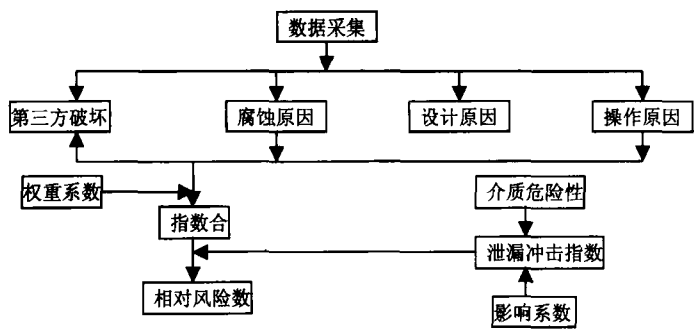 数据采集
第三方破坏
腐蚀原因
设计原因
操作原因
权重系数
介质危险性
指数合
泄漏冲击指数
相对风险数
影响系数